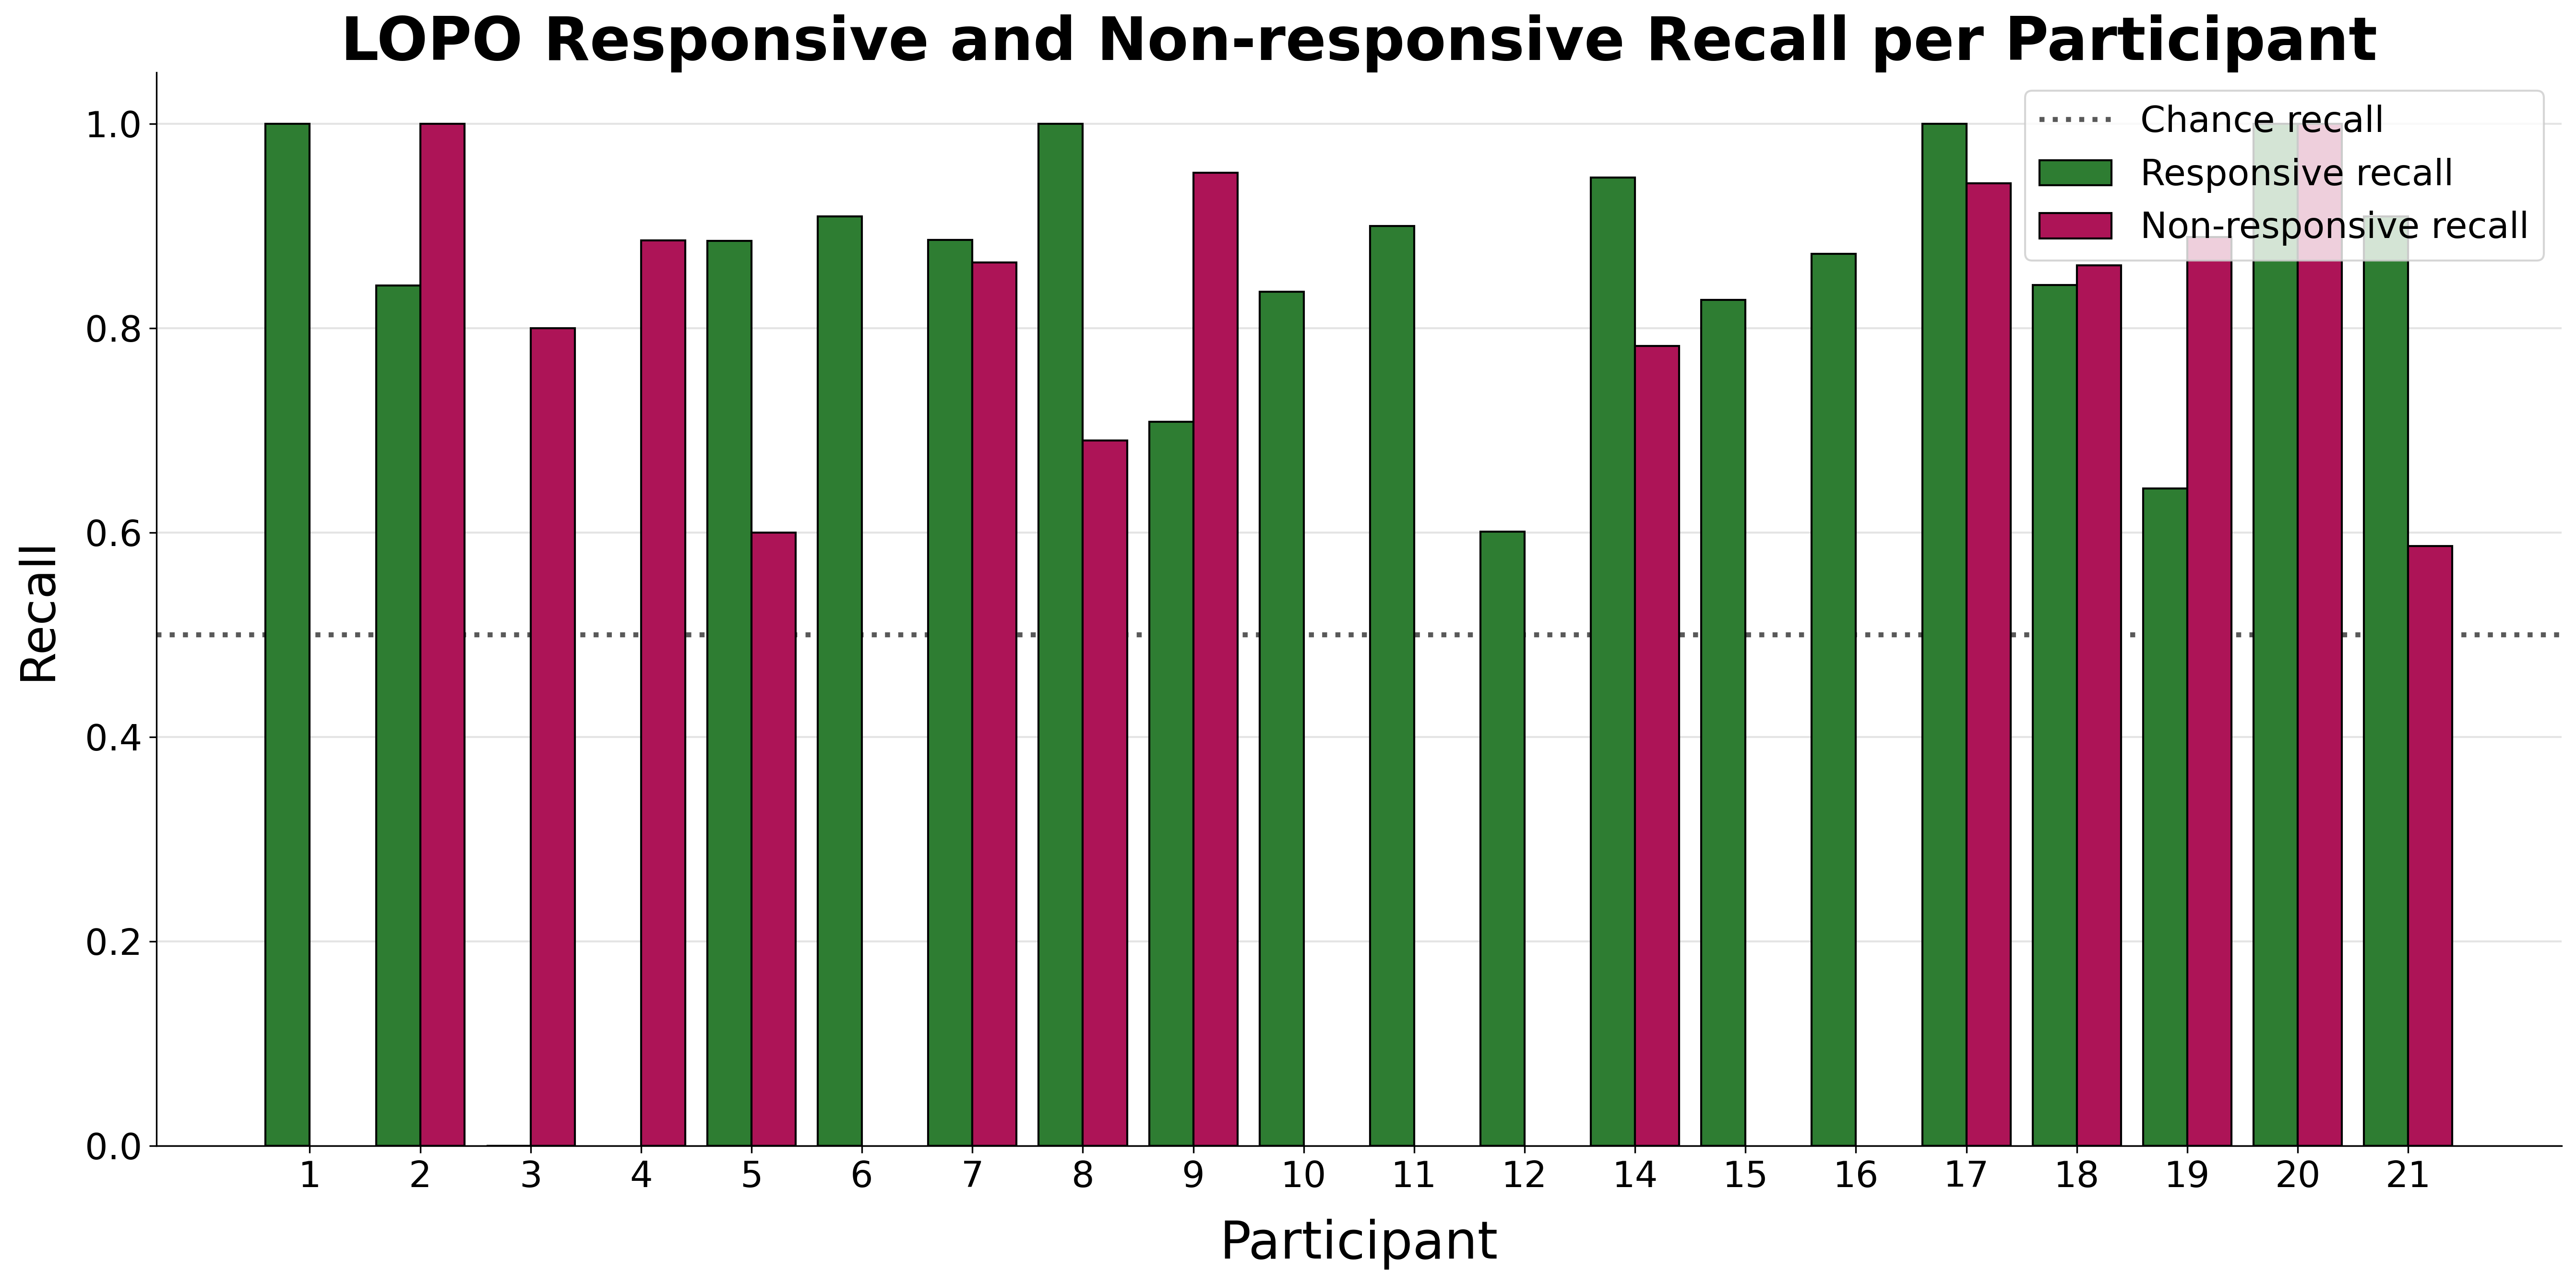 LOPO Responsive and Non-responsive Recall per Participant
Chance recall
Responsive recall
Non-responsive recall
Recall
1.0
0.8
0.6
0.4
0.2
0.0
1 2 3 4 5 6 7 8 9 10 11 12 14 15 16 17 18 19 20 21
Participant